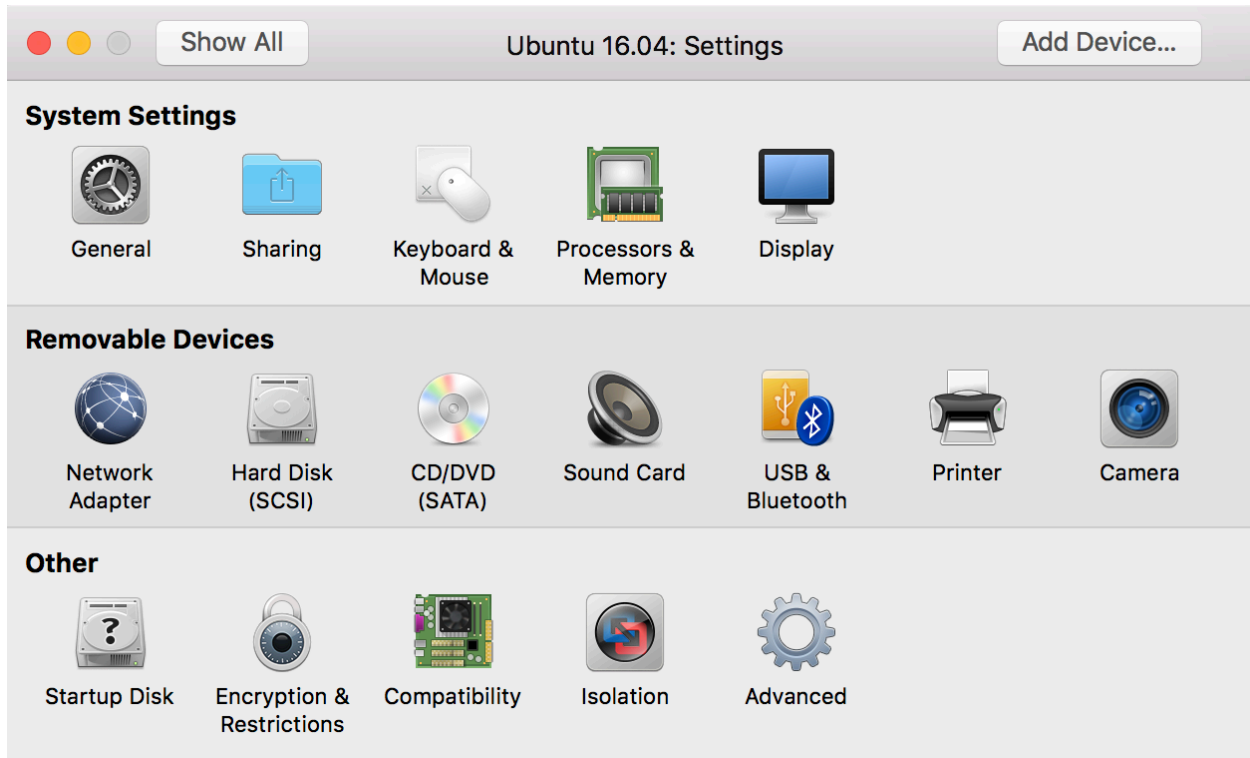 Show All
Ubuntu 16.04: Settings
Add Device...
System Settings
General
Sharing
Keyboard &
Mouse
Processors &
Memory
Display
Removable Devices
Network
Adapter
Hard Disk
(SCSI)
CD/DVD
(SATA)
Sound Card
USB &
Bluetooth
Printer
Camera
Other
Startup Disk
Encryption &
Restrictions
Compatibility
Isolation
Advanced